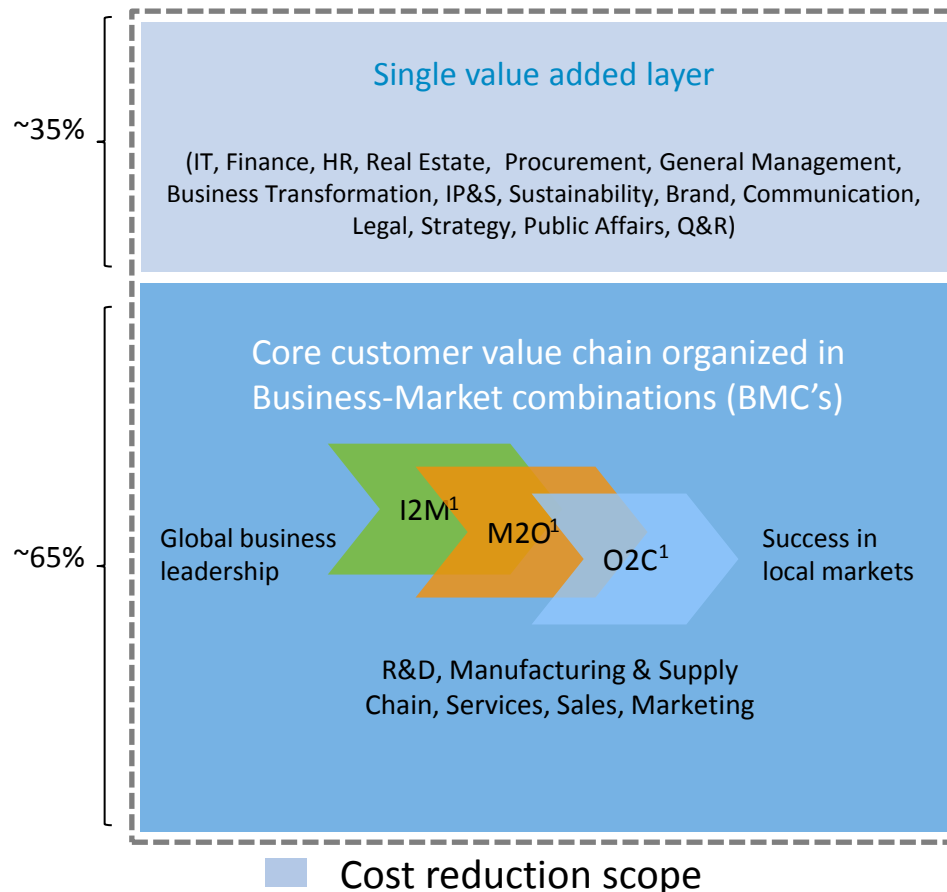 Single value added layer
~35%
(IT, Finance, HR, Real Estate, Procurement, General Management,
Business Transformation, IP&S, Sustainability, Brand, Communication,
Legal, Strategy, Public Affairs, Q&R)
Core customer value chain organized in
Business-Market combinations (BMC's)
I2M¹
M2O¹
O2C¹
~65%
Global business
leadership
Success in
local markets
R&D, Manufacturing & Supply
Chain, Services, Sales, Marketing
Cost reduction scope